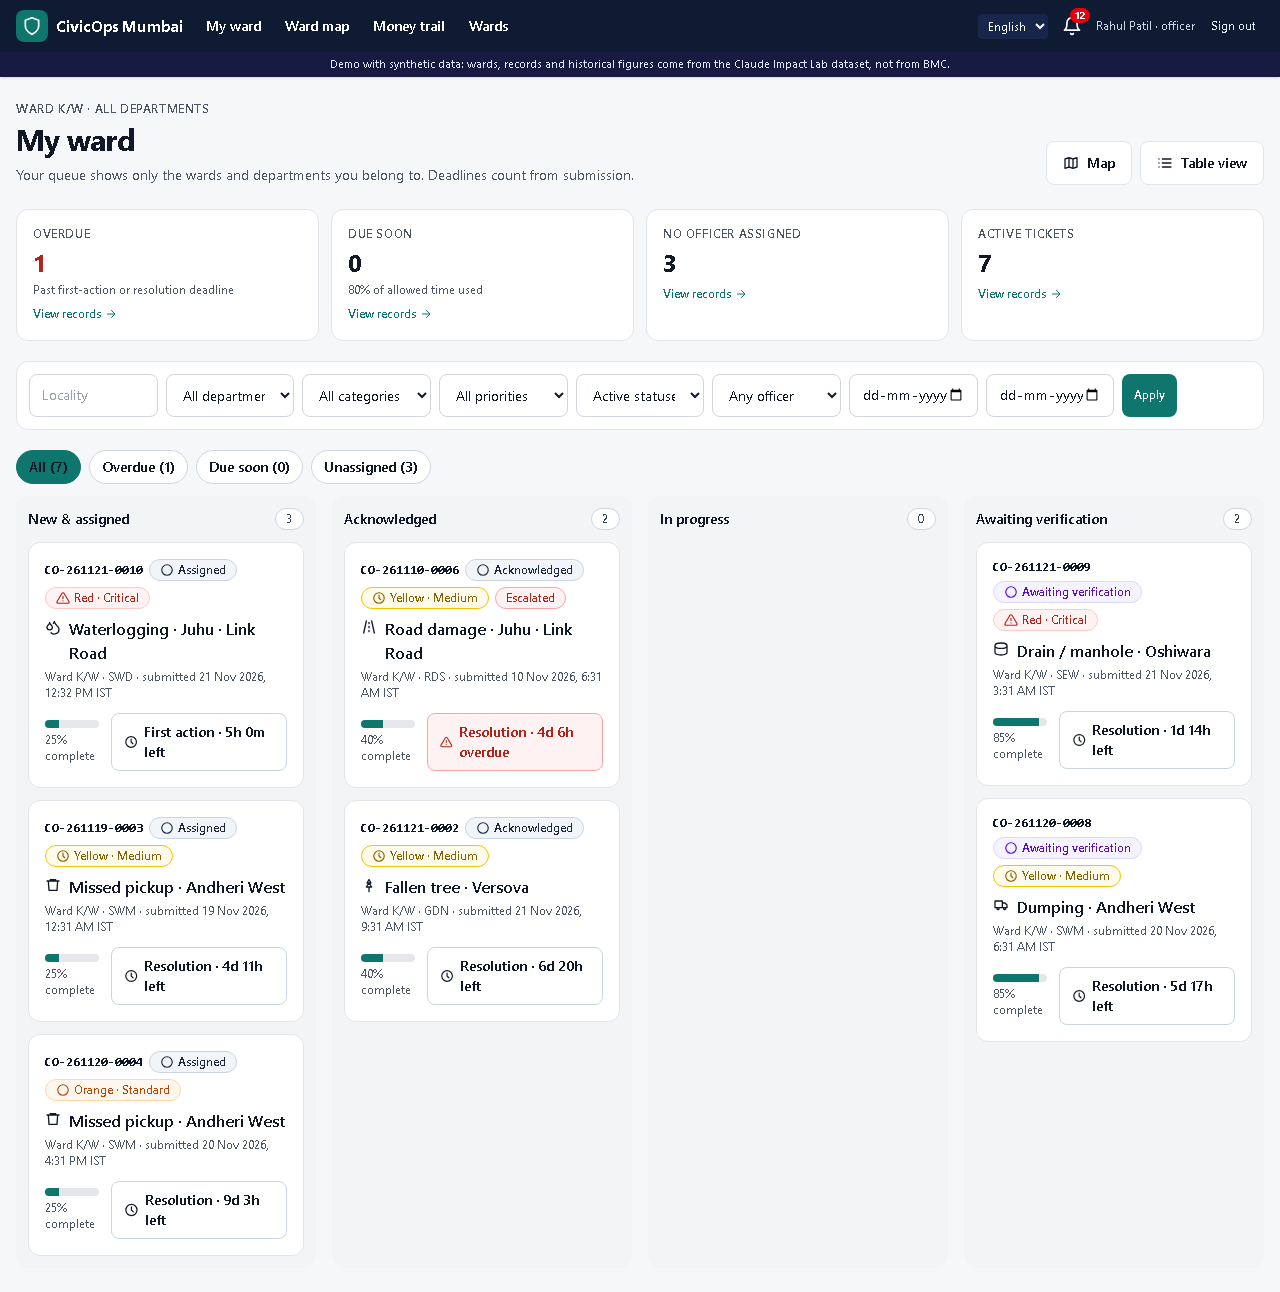 CivicOps Mumbai
My ward
Ward map
Money trail
Wards
English
12
Rahul Patil · officer
Sign out
Demo with synthetic data: wards, records and historical figures come from the Claude Impact Lab dataset, not from BMC.
WARD K/W · ALL DEPARTMENTS
My ward
Your queue shows only the wards and departments you belong to. Deadlines count from submission.
Map
Table view
OVERDUE
1
Past first-action or resolution deadline
View records →
DUE SOON
0
80% of allowed time used
View records →
NO OFFICER ASSIGNED
3
View records →
ACTIVE TICKETS
7
View records →
Locality
All departmer
All categories
All priorities
Active statuse
Any officer
dd-mm-yyyy
dd-mm-yyyy
Apply
All (7)
Overdue (1)
Due soon (0)
Unassigned (3)
New & assigned
3
CO-261121-0010
Assigned
Red · Critical
Waterlogging · Juhu · Link
Road
Ward K/W · SWD · submitted 21 Nov 2026,
12:32 PM IST
25%
complete
First action · 5h 0m
left
CO-261119-0003
Assigned
Yellow · Medium
Missed pickup · Andheri West
Ward K/W · SWM · submitted 19 Nov 2026,
12:31 AM IST
25%
complete
Resolution · 4d 11h
left
CO-261120-0004
Assigned
Orange · Standard
Missed pickup · Andheri West
Ward K/W · SWM · submitted 20 Nov 2026,
4:31 PM IST
25%
complete
Resolution · 9d 3h
left
Acknowledged
2
CO-261110-0006
Acknowledged
Yellow · Medium
Escalated
Road damage · Juhu · Link
Road
Ward K/W · RDS · submitted 10 Nov 2026, 6:31
AM IST
40%
complete
Resolution · 4d 6h
overdue
CO-261121-0002
Acknowledged
Yellow · Medium
Fallen tree · Versova
Ward K/W · GDN · submitted 21 Nov 2026,
9:31 AM IST
40%
complete
Resolution · 6d 20h
left
In progress
0
Awaiting verification
2
CO-261121-0009
Awaiting verification
Red · Critical
Drain / manhole · Oshiwara
Ward K/W · SEW · submitted 21 Nov 2026,
3:31 AM IST
85%
complete
Resolution · 1d 14h
left
CO-261120-0008
Awaiting verification
Yellow · Medium
Dumping · Andheri West
Ward K/W · SWM · submitted 20 Nov 2026,
6:31 AM IST
85%
complete
Resolution · 5d 17h
left